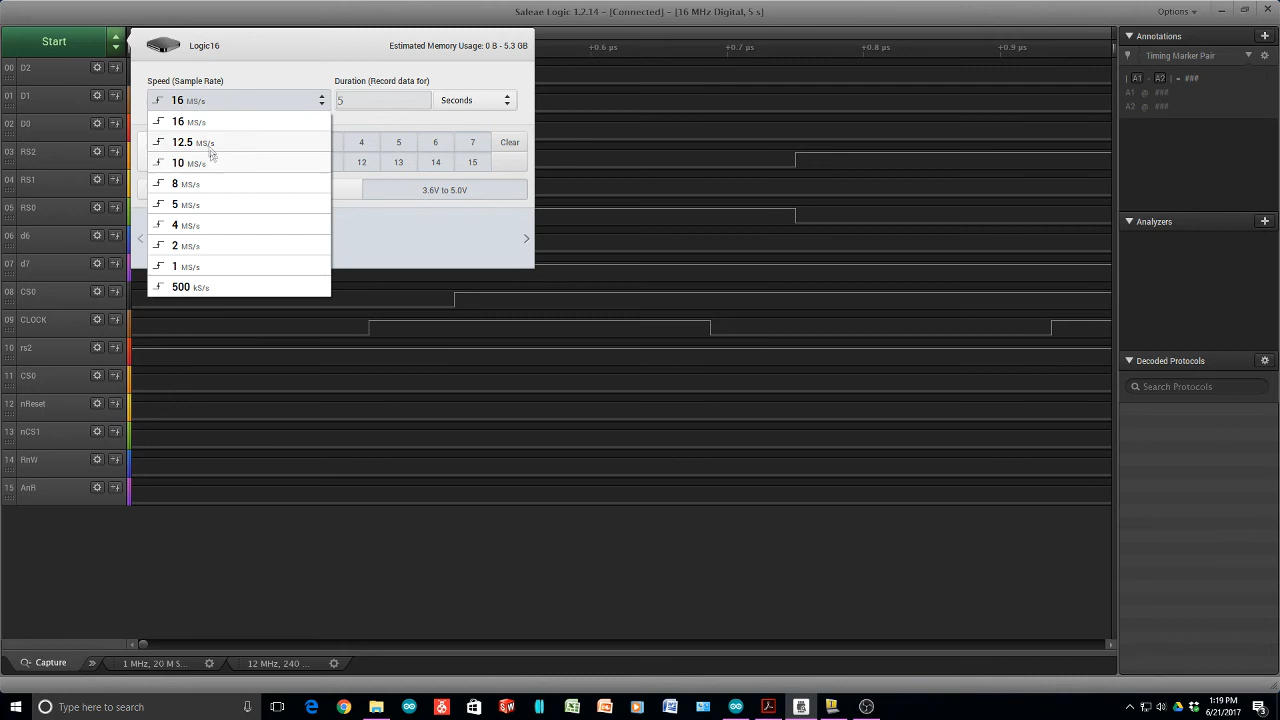 Saleae Logic 1.2.14 - [Connected] - [16 MHz Digital, 5 s]
Options
Start
Logic16
Estimated Memory Usage: 0 B - 5.3 GB
+0.6 µs
+0.7 µs
+0.8 µs
+0.9 µs
Annotations
Timing Marker Pair
| A1 - A2 | = ###
A1 @ ###
A2 @ ###
Speed (Sample Rate)
Duration (Record data for)
16 MS/s
5
Seconds
16 MS/s
12.5 MS/s
10 MS/s
8 MS/s
5 MS/s
4 MS/s
2 MS/s
1 MS/s
500 kS/s
4 5 6 7 Clear
12 13 14 15
3.6V to 5.0V
00 D2
01 D1
02 D0
03 RS2
04 RS1
05 RS0
06 d6
07 d7
08 CS0
09 CLOCK
10 rs2
11 CS0
12 nReset
13 nCS1
14 RnW
15 AnR
Analyzers
Decoded Protocols
Search Protocols
Capture
1 MHz, 20 M S...
12 MHz, 240 ...
Type here to search
1:19 PM
6/21/2017